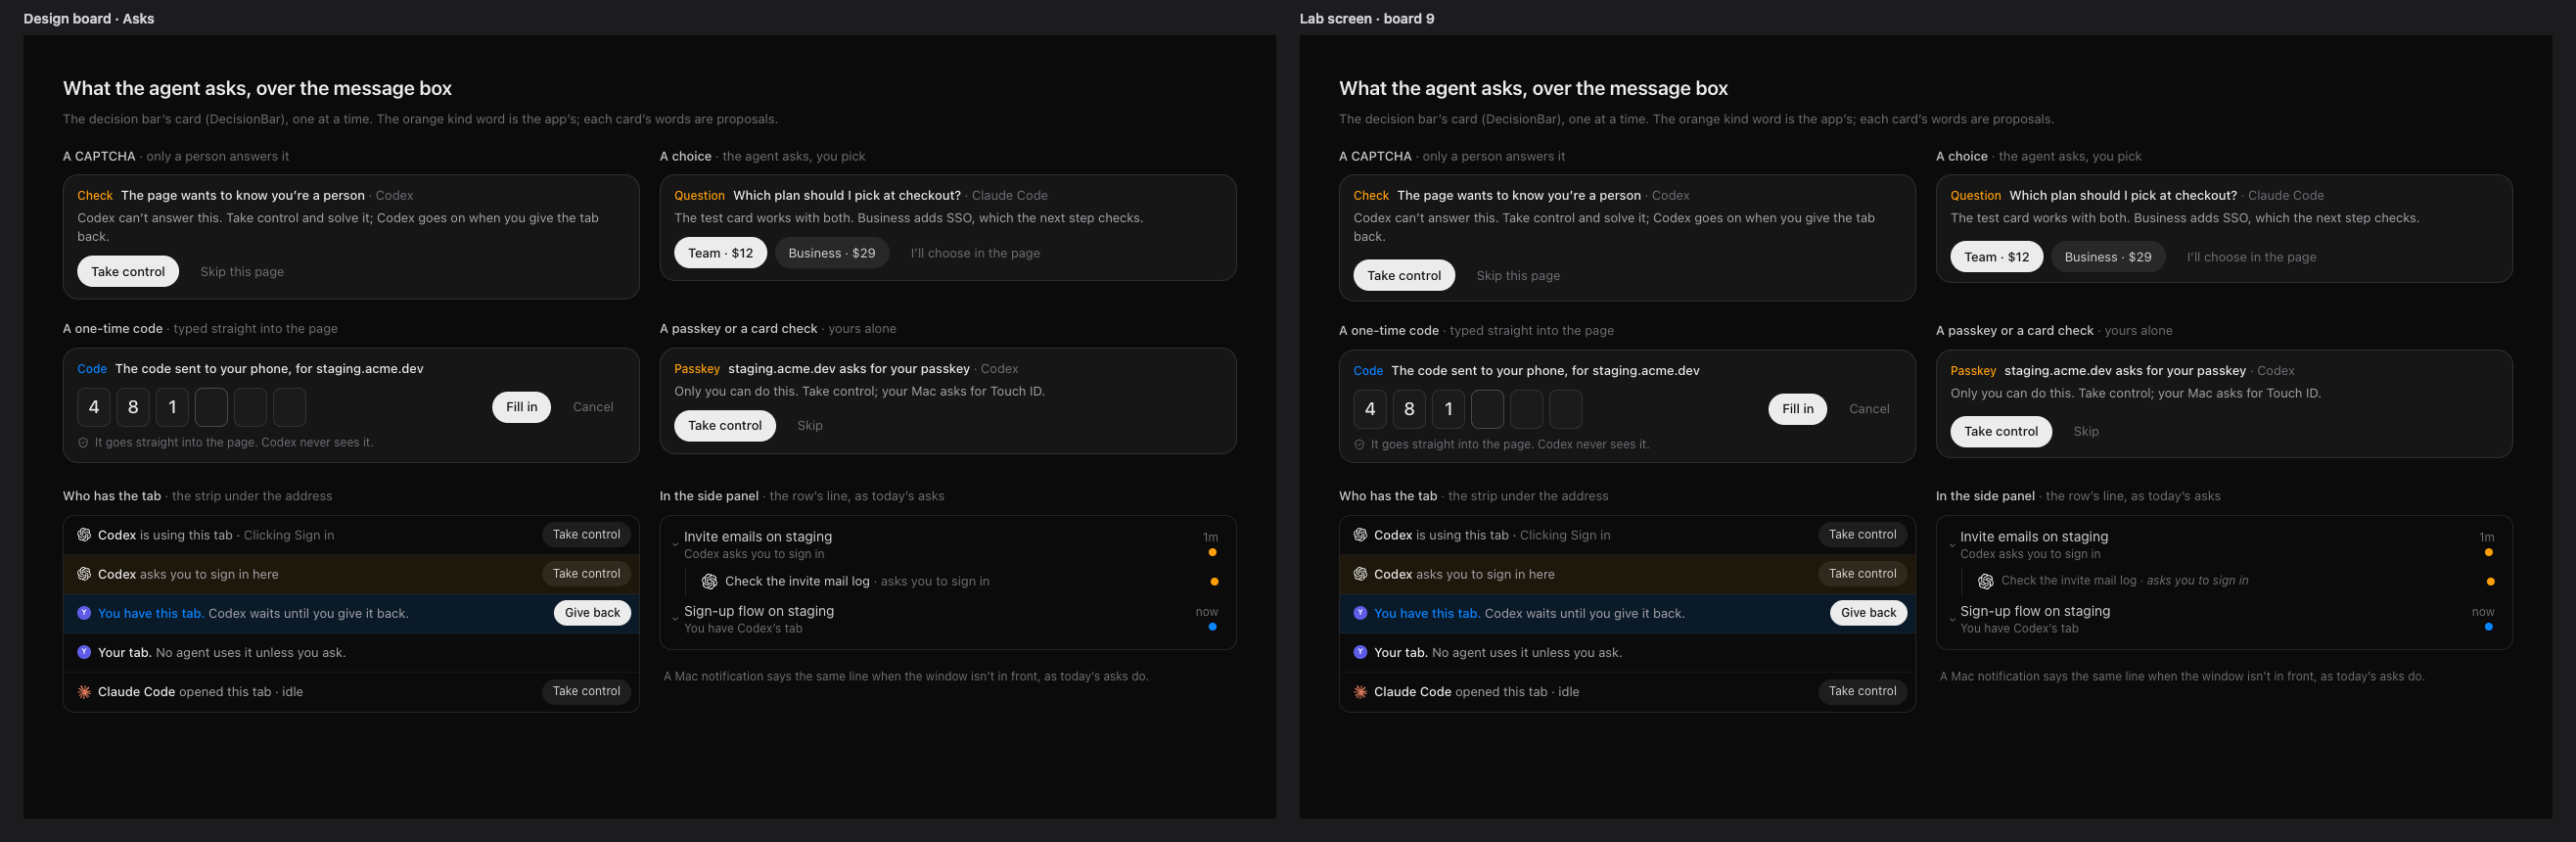 Design board · Asks
What the agent asks, over the message box
The decision bar’s card (DecisionBar), one at a time. The orange kind word is the app’s; each card’s words are proposals.
A CAPTCHA · only a person answers it
Check The page wants to know you’re a person · Codex
Codex can’t answer this. Take control and solve it; Codex goes on when you give the tab
back.
Take control Skip this page
A choice · the agent asks, you pick
Question Which plan should I pick at checkout? · Claude Code
The test card works with both. Business adds SSO, which the next step checks.
Team · $12 Business · $29 I’ll choose in the page
A one-time code · typed straight into the page
Code The code sent to your phone, for staging.acme.dev
4 8 1 Fill in Cancel
It goes straight into the page. Codex never sees it.
A passkey or a card check · yours alone
Passkey staging.acme.dev asks for your passkey · Codex
Only you can do this. Take control; your Mac asks for Touch ID.
Take control Skip
Who has the tab · the strip under the address
Codex is using this tab · Clicking Sign in Take control
Codex asks you to sign in here Take control
Y You have this tab. Codex waits until you give it back. Give back
Y Your tab. No agent uses it unless you ask.
Claude Code opened this tab · idle Take control
In the side panel · the row’s line, as today’s asks
Invite emails on staging 1m
Codex asks you to sign in
Check the invite mail log · asks you to sign in
Sign-up flow on staging now
You have Codex’s tab
A Mac notification says the same line when the window isn’t in front, as today’s asks do.
Lab screen · board 9
What the agent asks, over the message box
The decision bar’s card (DecisionBar), one at a time. The orange kind word is the app’s; each card’s words are proposals.
A CAPTCHA · only a person answers it
Check The page wants to know you’re a person · Codex
Codex can’t answer this. Take control and solve it; Codex goes on when you give the tab
back.
Take control Skip this page
A choice · the agent asks, you pick
Question Which plan should I pick at checkout? · Claude Code
The test card works with both. Business adds SSO, which the next step checks.
Team · $12 Business · $29 I’ll choose in the page
A one-time code · typed straight into the page
Code The code sent to your phone, for staging.acme.dev
4 8 1 Fill in Cancel
It goes straight into the page. Codex never sees it.
A passkey or a card check · yours alone
Passkey staging.acme.dev asks for your passkey · Codex
Only you can do this. Take control; your Mac asks for Touch ID.
Take control Skip
Who has the tab · the strip under the address
Codex is using this tab · Clicking Sign in Take control
Codex asks you to sign in here Take control
Y You have this tab. Codex waits until you give it back. Give back
Y Your tab. No agent uses it unless you ask.
Claude Code opened this tab · idle Take control
In the side panel · the row’s line, as today’s asks
Invite emails on staging 1m
Codex asks you to sign in
Check the invite mail log · asks you to sign in
Sign-up flow on staging now
You have Codex’s tab
A Mac notification says the same line when the window isn’t in front, as today’s asks do.